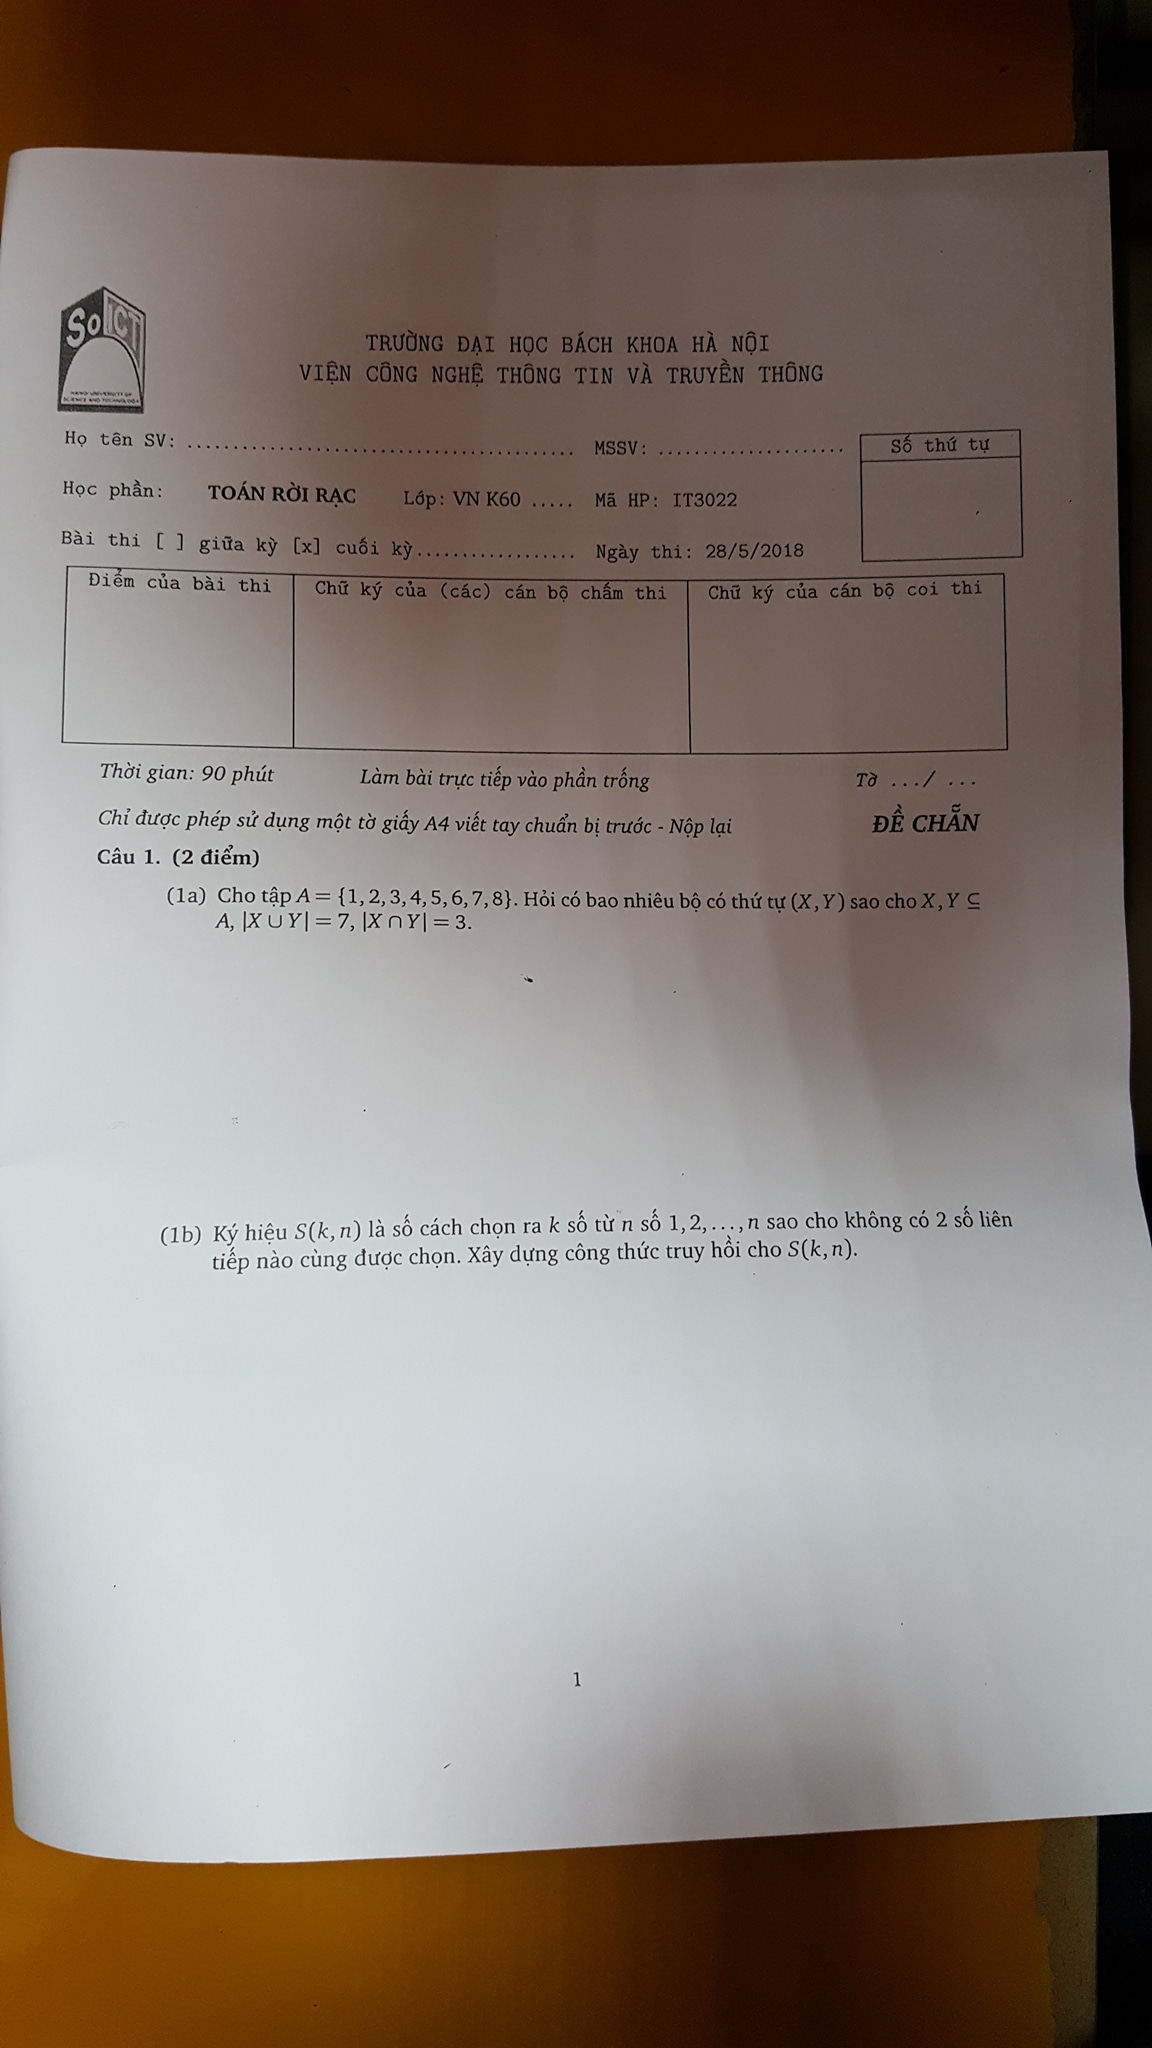 So ICT
HANOI UNIVERSITY OF
SCIENCE AND TECHNOLOGY
TRƯỜNG ĐẠI HỌC BÁCH KHOA HÀ NỘI
VIỆN CÔNG NGHỆ THÔNG TIN VÀ TRUYỀN THÔNG
Họ tên SV: ........................................... MSSV: .....................
Số thứ tự
Học phần: TOÁN RỜI RẠC Lớp: VN K60 ..... Mã HP: IT3022
Bài thi [ ] giữa kỳ [x] cuối kỳ.................. Ngày thi: 28/5/2018
Điểm của bài thi Chữ ký của (các) cán bộ chấm thi Chữ ký của cán bộ coi thi
Thời gian: 90 phút Làm bài trực tiếp vào phần trống Tờ .../ ...
Chỉ được phép sử dụng một tờ giấy A4 viết tay chuẩn bị trước - Nộp lại ĐỀ CHẴN
Câu 1. (2 điểm)
(1a) Cho tập A = {1, 2, 3, 4, 5, 6, 7, 8}. Hỏi có bao nhiêu bộ có thứ tự (X, Y) sao cho X, Y ⊆
A, |X ∪ Y| = 7, |X ∩ Y| = 3.
(1b) Ký hiệu S(k, n) là số cách chọn ra k số từ n số 1, 2, ..., n sao cho không có 2 số liên
tiếp nào cùng được chọn. Xây dựng công thức truy hồi cho S(k, n).
1